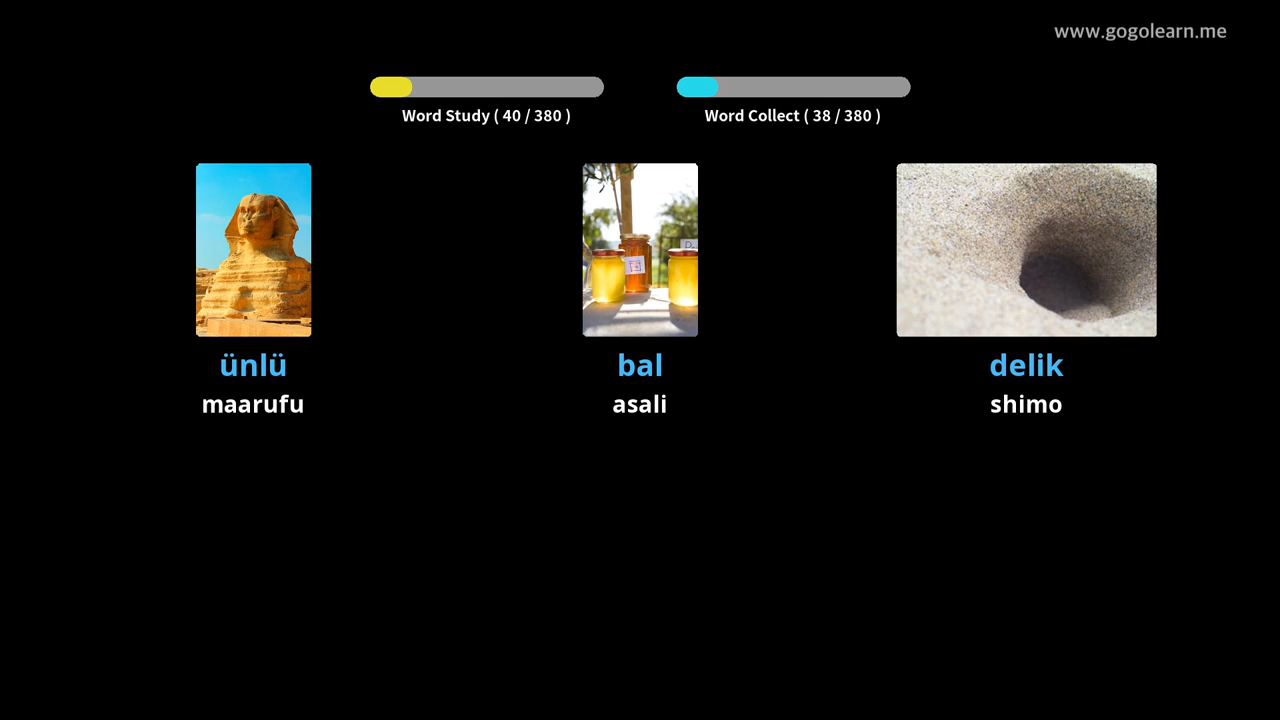 www.gogolearn.me
Word Study ( 40 / 380 )
Word Collect ( 38 / 380 )
ünlü
maarufu
bal
asali
delik
shimo